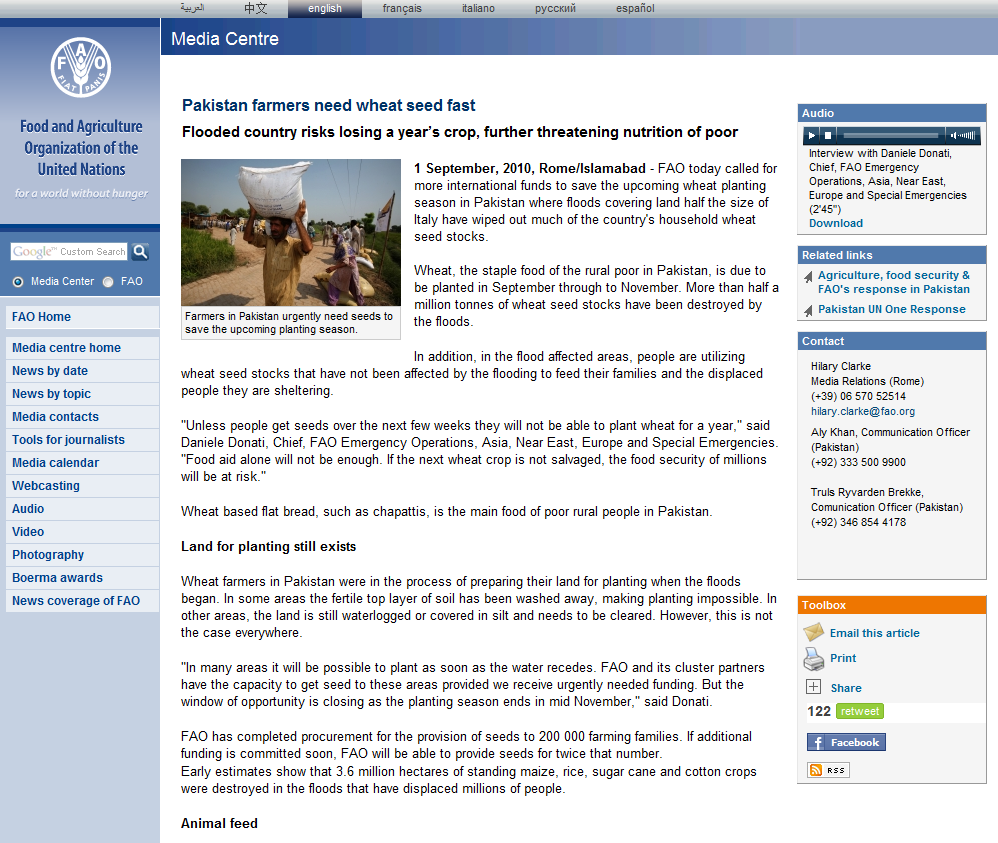 العربية
中文
english
français
italiano
русский
español
FAO
FIAT PANIS
Food and Agriculture
Organization of the
United Nations
for a world without hunger
Google™ Custom Search
Media Center
FAO
FAO Home
Media centre home
News by date
News by topic
Media contacts
Tools for journalists
Media calendar
Webcasting
Audio
Video
Photography
Boerma awards
News coverage of FAO
Media Centre
Pakistan farmers need wheat seed fast
Flooded country risks losing a year's crop, further threatening nutrition of poor
Farmers in Pakistan urgently need seeds to
save the upcoming planting season.
1 September, 2010, Rome/Islamabad - FAO today called for
more international funds to save the upcoming wheat planting
season in Pakistan where floods covering land half the size of
Italy have wiped out much of the country's household wheat
seed stocks.
Wheat, the staple food of the rural poor in Pakistan, is due to
be planted in September through to November. More than half a
million tonnes of wheat seed stocks have been destroyed by
the floods.
In addition, in the flood affected areas, people are utilizing
wheat seed stocks that have not been affected by the flooding to feed their families and the displaced
people they are sheltering.
"Unless people get seeds over the next few weeks they will not be able to plant wheat for a year," said
Daniele Donati, Chief, FAO Emergency Operations, Asia, Near East, Europe and Special Emergencies.
"Food aid alone will not be enough. If the next wheat crop is not salvaged, the food security of millions
will be at risk."
Wheat based flat bread, such as chapattis, is the main food of poor rural people in Pakistan.
Land for planting still exists
Wheat farmers in Pakistan were in the process of preparing their land for planting when the floods
began. In some areas the fertile top layer of soil has been washed away, making planting impossible. In
other areas, the land is still waterlogged or covered in silt and needs to be cleared. However, this is not
the case everywhere.
"In many areas it will be possible to plant as soon as the water recedes. FAO and its cluster partners
have the capacity to get seed to these areas provided we receive urgently needed funding. But the
window of opportunity is closing as the planting season ends in mid November," said Donati.
FAO has completed procurement for the provision of seeds to 200 000 farming families. If additional
funding is committed soon, FAO will be able to provide seeds for twice that number.
Early estimates show that 3.6 million hectares of standing maize, rice, sugar cane and cotton crops
were destroyed in the floods that have displaced millions of people.
Animal feed
Audio
Interview with Daniele Donati,
Chief, FAO Emergency
Operations, Asia, Near East,
Europe and Special Emergencies
(2'45")
Download
Related links
Agriculture, food security &
FAO's response in Pakistan
Pakistan UN One Response
Contact
Hilary Clarke
Media Relations (Rome)
(+39) 06 570 52514
hilary.clarke@fao.org
Aly Khan, Communication Officer
(Pakistan)
(+92) 333 500 9900
Truls Ryvarden Brekke,
Comunication Officer (Pakistan)
(+92) 346 854 4178
Toolbox
Email this article
Print
Share
122 retweet
Facebook
RSS